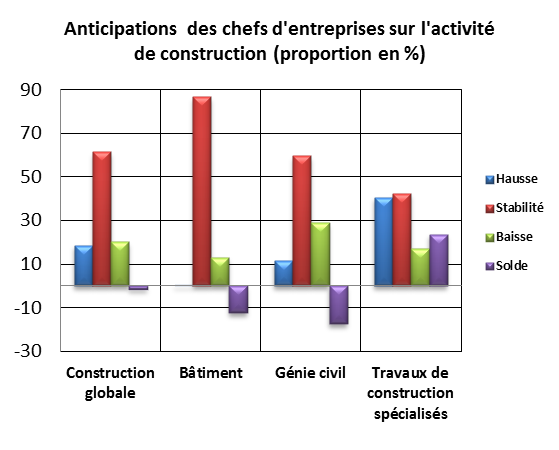 Anticipations des chefs d'entreprises sur l'activité
de construction (proportion en %)
90
70
50
30
10
-10
-30
Hausse
Stabilité
Baisse
Solde
Construction
globale
Bâtiment
Génie civil
Travaux de
construction
spécialisés